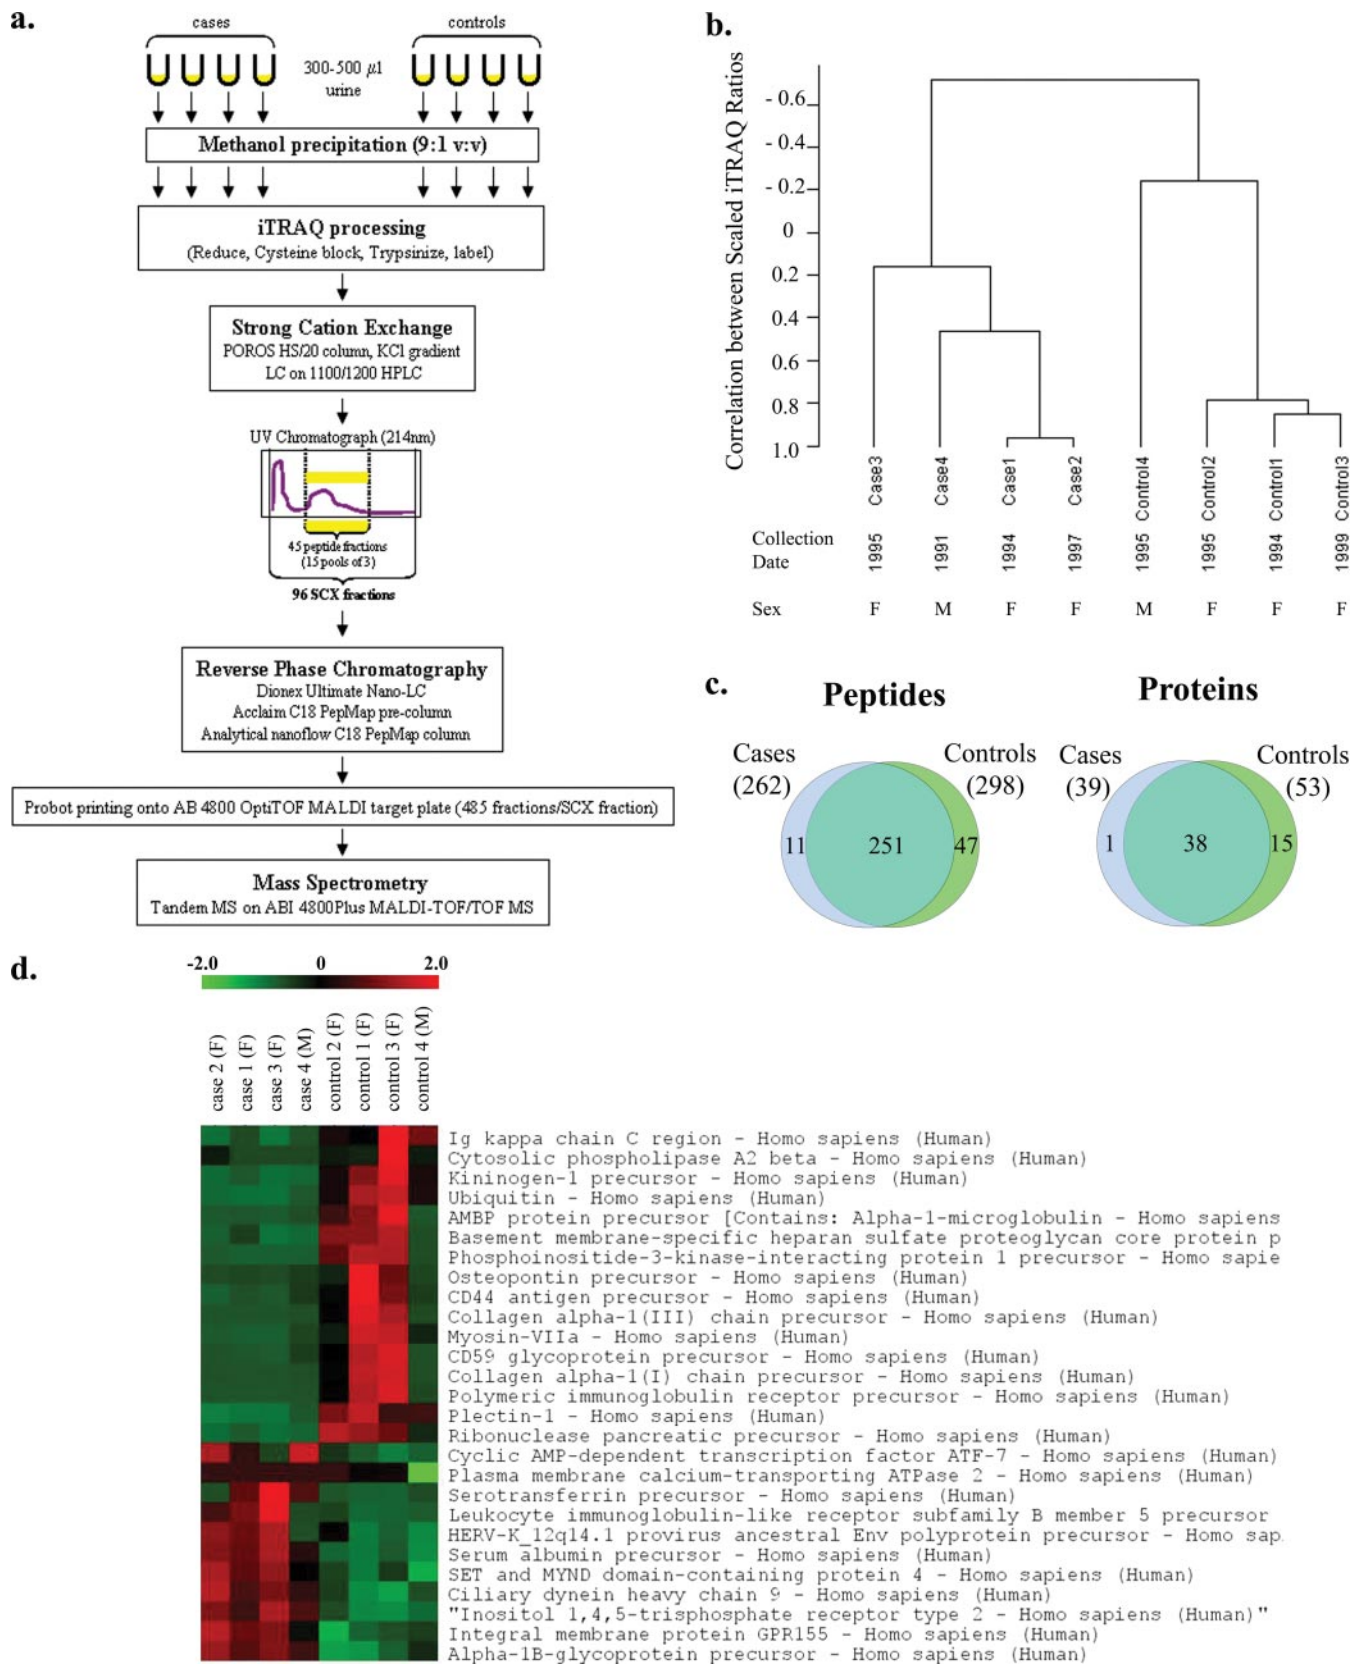 a.
cases
controls
300-500 µl
urine
Methanol precipitation (9:1 v:v)
iTRAQ processing
(Reduce, Cysteine block, Trypsinize, label)
Strong Cation Exchange
POROS HS/20 column, KCl gradient
LC on 1100/1200 HPLC
UV Chromatograph (214nm)
45 peptide fractions
(15 pools of 3)
96 SCX fractions
Reverse Phase Chromatography
Dionex Ultimate Nano-LC
Acclaim C18 PepMap pre-column
Analytical nanoflow C18 PepMap column
Probot printing onto AB 4800 OptiTOF MALDI target plate (485 fractions/SCX fraction)
Mass Spectrometry
Tandem MS on ABI 4800Plus MALDI-TOF/TOF MS
b.
Correlation between Scaled iTRAQ Ratios
- 0.6
- 0.4
- 0.2
0
0.2
0.4
0.6
0.8
1.0
Case3
Case4
Case1
Case2
Control4
Control2
Control1
Control3
Collection
Date
1995
1991
1994
1997
1995
1995
1994
1999
Sex
F
M
F
F
M
F
F
F
c.
Peptides
Proteins
Cases
(262)
Controls
(298)
11
251
47
Cases
(39)
Controls
(53)
1
38
15
d.
-2.0
0
2.0
case 2 (F)
case 1 (F)
case 3 (F)
case 4 (M)
control 2 (F)
control 1 (F)
control 3 (F)
control 4 (M)
Ig kappa chain C region - Homo sapiens (Human)
Cytosolic phospholipase A2 beta - Homo sapiens (Human)
Kininogen-1 precursor - Homo sapiens (Human)
Ubiquitin - Homo sapiens (Human)
AMBP protein precursor [Contains: Alpha-1-microglobulin - Homo sapiens
Basement membrane-specific heparan sulfate proteoglycan core protein p
Phosphoinositide-3-kinase-interacting protein 1 precursor - Homo sapie
Osteopontin precursor - Homo sapiens (Human)
CD44 antigen precursor - Homo sapiens (Human)
Collagen alpha-1(III) chain precursor - Homo sapiens (Human)
Myosin-VIIa - Homo sapiens (Human)
CD59 glycoprotein precursor - Homo sapiens (Human)
Collagen alpha-1(I) chain precursor - Homo sapiens (Human)
Polymeric immunoglobulin receptor precursor - Homo sapiens (Human)
Plectin-1 - Homo sapiens (Human)
Ribonuclease pancreatic precursor - Homo sapiens (Human)
Cyclic AMP-dependent transcription factor ATF-7 - Homo sapiens (Human)
Plasma membrane calcium-transporting ATPase 2 - Homo sapiens (Human)
Serotransferrin precursor - Homo sapiens (Human)
Leukocyte immunoglobulin-like receptor subfamily B member 5 precursor
HERV-K_12q14.1 provirus ancestral Env polyprotein precursor - Homo sap
Serum albumin precursor - Homo sapiens (Human)
SET and MYND domain-containing protein 4 - Homo sapiens (Human)
Ciliary dynein heavy chain 9 - Homo sapiens (Human)
"Inositol 1,4,5-trisphosphate receptor type 2 - Homo sapiens (Human)"
Integral membrane protein GPR155 - Homo sapiens (Human)
Alpha-1B-glycoprotein precursor - Homo sapiens (Human)